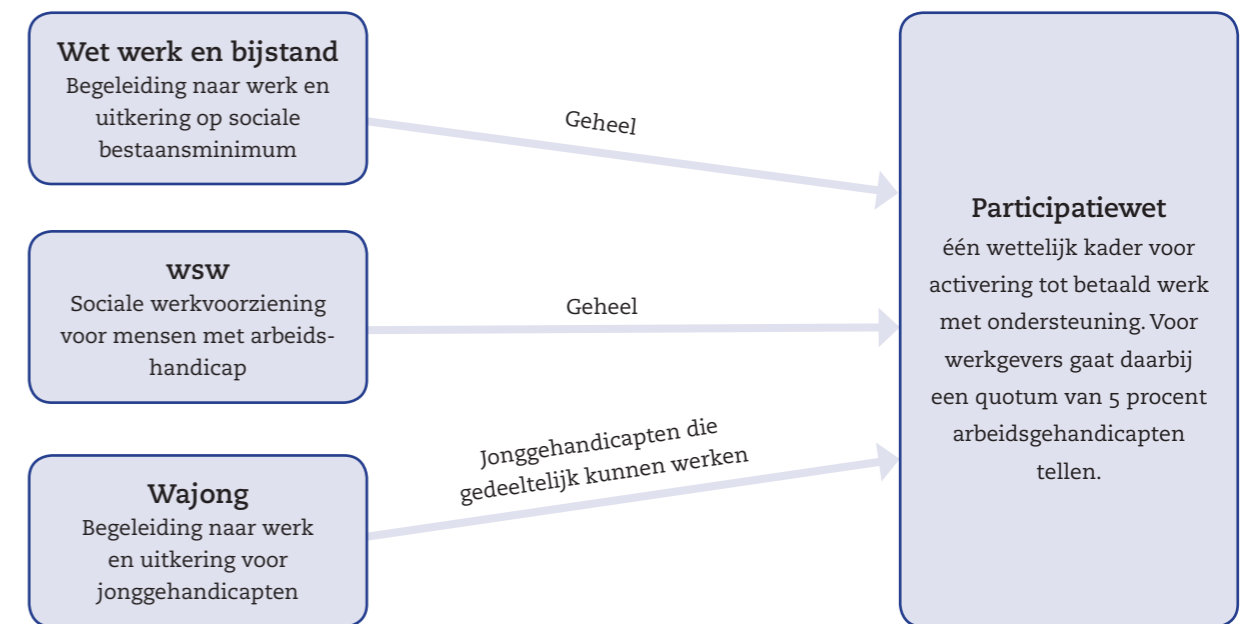 Wet werk en bijstand
Begeleiding naar werk en
uitkering op sociale
bestaansminimum
Geheel
wsw
Sociale werkvoorziening
voor mensen met arbeids-
handicap
Geheel
Wajong
Begeleiding naar werk
en uitkering voor
jonggehandicapten
Jonggehandicapten die
gedeeltelijk kunnen werken
Participatiewet
één wettelijk kader voor
activering tot betaald werk
met ondersteuning. Voor
werkgevers gaat daarbij
een quotum van 5 procent
arbeidsgehandicapten
tellen.